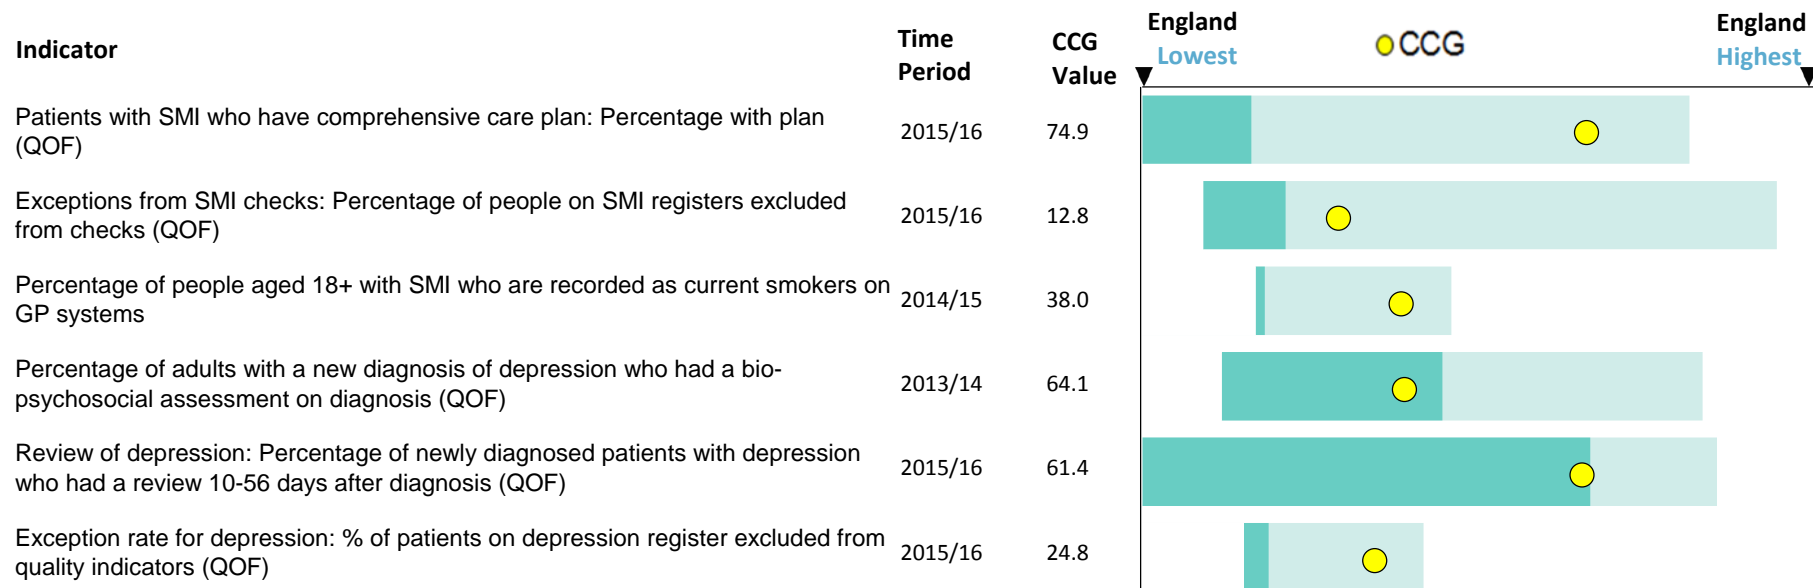 Indicator
Time
Period
CCG
Value
England
Lowest
CCG
England
Highest
Patients with SMI who have comprehensive care plan: Percentage with plan
(QOF)
2015/16
74.9
Exceptions from SMI checks: Percentage of people on SMI registers excluded
from checks (QOF)
2015/16
12.8
Percentage of people aged 18+ with SMI who are recorded as current smokers on
GP systems
2014/15
38.0
Percentage of adults with a new diagnosis of depression who had a bio-
psychosocial assessment on diagnosis (QOF)
2013/14
64.1
Review of depression: Percentage of newly diagnosed patients with depression
who had a review 10-56 days after diagnosis (QOF)
2015/16
61.4
Exception rate for depression: % of patients on depression register excluded from
quality indicators (QOF)
2015/16
24.8